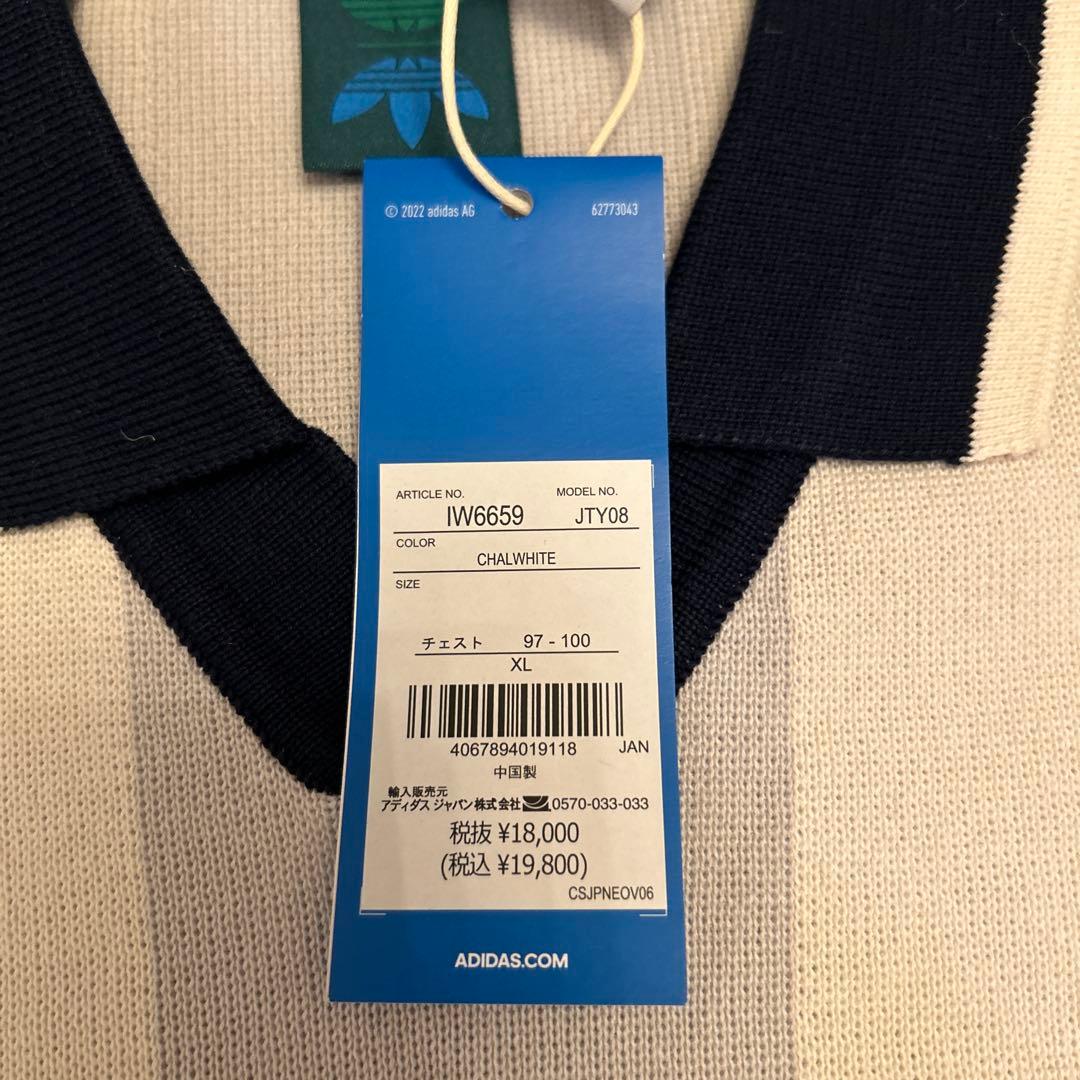 © 2022 adidas AG 62773043
ARTICLE NO. MODEL NO.
IW6659 JTY08
COLOR
CHALWHITE
SIZE
チェスト 97 - 100
XL
4067894019118 JAN
中国製
輸入販売元
アディダス ジャパン株式会社 0570-033-033
税抜 ¥18,000
(税込 ¥19,800)
CSJPNEOV06
ADIDAS.COM